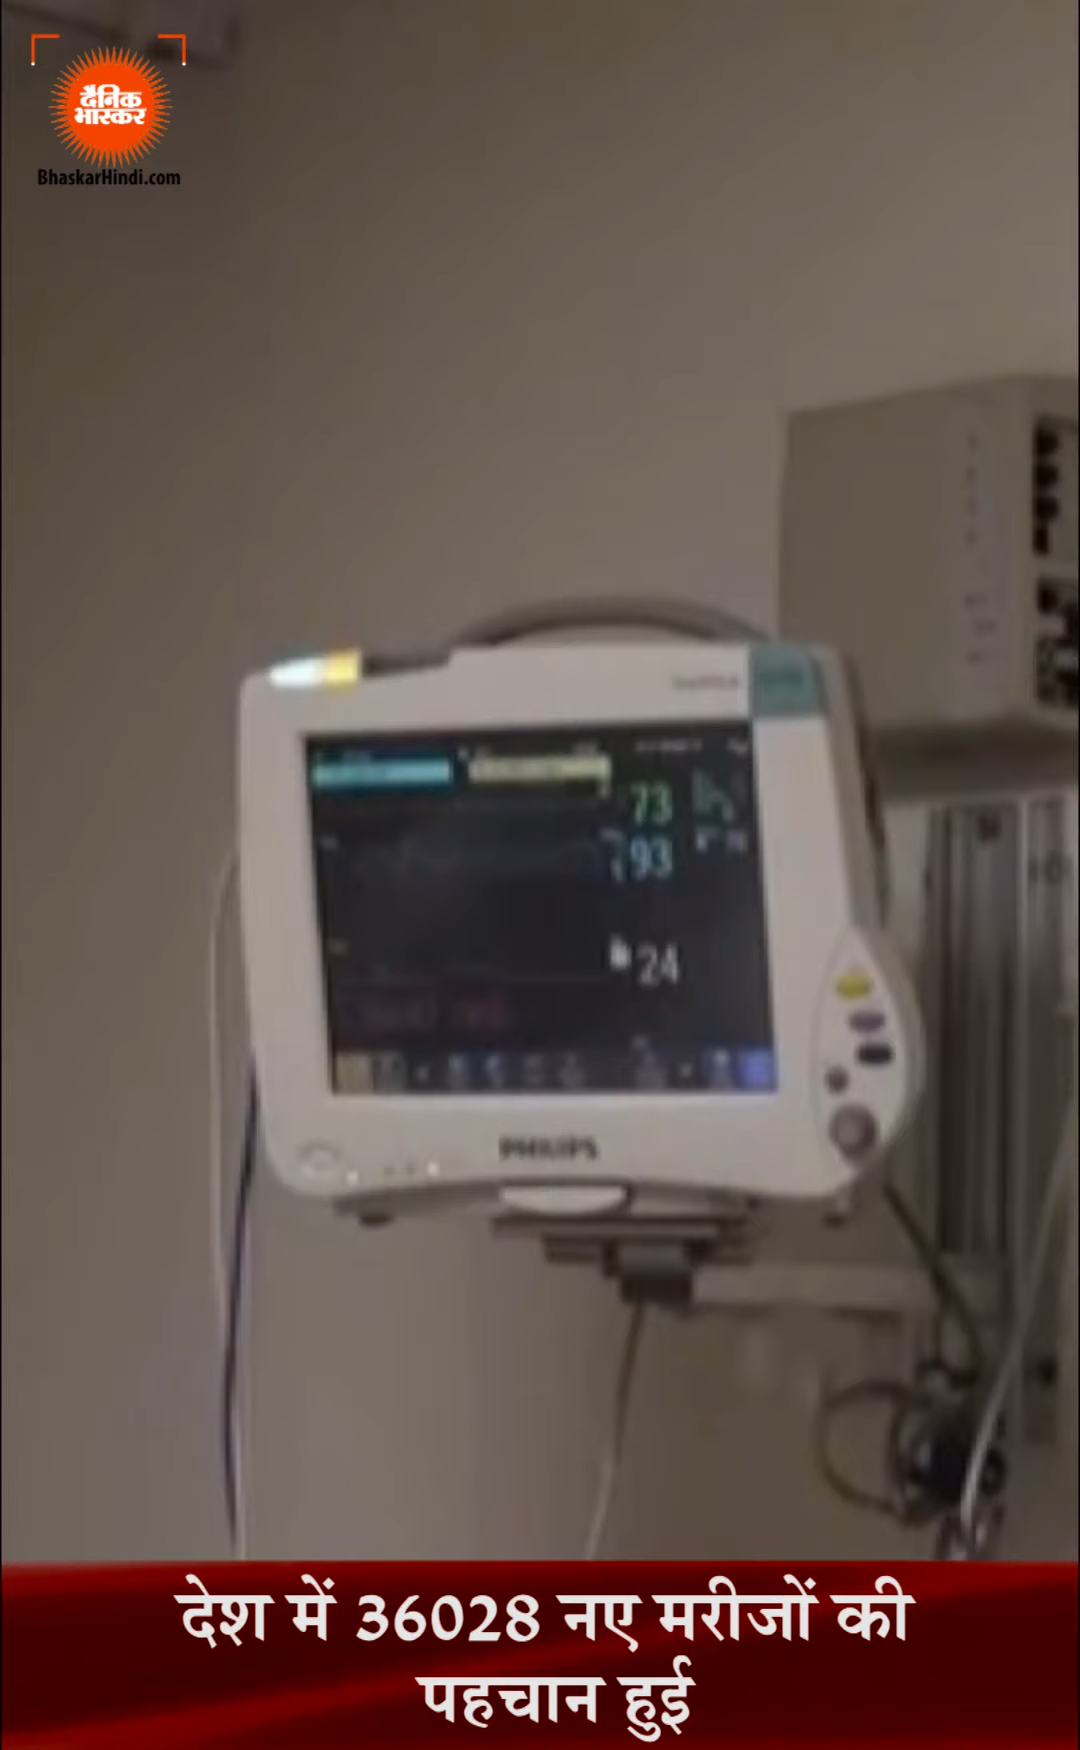 दैनिक
भास्कर
BhaskarHindi.com
73
93
24
PHILIPS
देश में 36028 नए मरीजों की
पहचान हुई